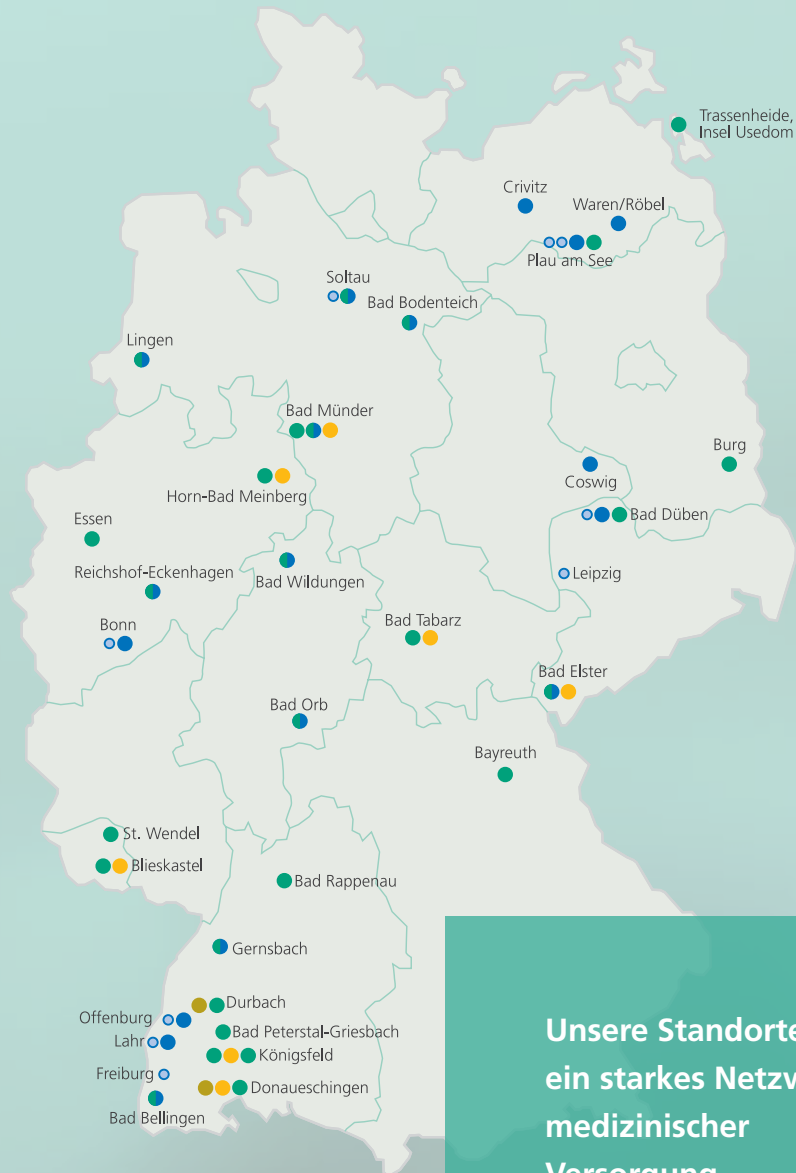 Trassenheide,
Insel Usedom
Crivitz
Waren/Röbel
Plau am See
Soltau
Bad Bodenteich
Lingen
Bad Münder
Horn-Bad Meinberg
Burg
Coswig
Bad Düben
Essen
Reichshof-Eckenhagen
Bad Wildungen
Leipzig
Bonn
Bad Tabarz
Bad Elster
Bad Orb
Bayreuth
St. Wendel
Blieskastel
Bad Rappenau
Gernsbach
Durbach
Offenburg
Bad Peterstal-Griesbach
Lahr
Königsfeld
Freiburg
Donaueschingen
Bad Bellingen
Unsere Standorte
ein starkes Netzw
medizinischer
Versorgung